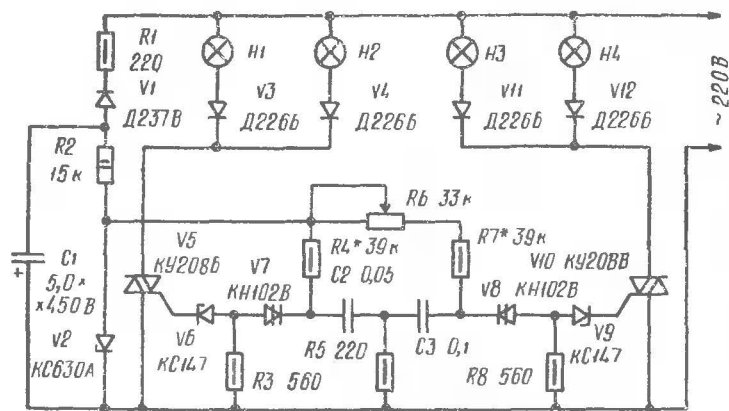 R1
220
V1
Д237В
H1
H2
H3
H4
V3
Д226Б
V4
Д226Б
V11
Д226Б
V12
Д226Б
~220В
R2
15к
R6 33к
C1
5,0×
×450 В
V5
КУ208Б
V7
КН102В
R4* 39к
C2 0,05
R7* 39к
V10 КУ208В
V8
КН102В
V2
КС630А
V6
КС147
R3 560
R5 220
C3 0,1
R8 560
V9
КС147
+